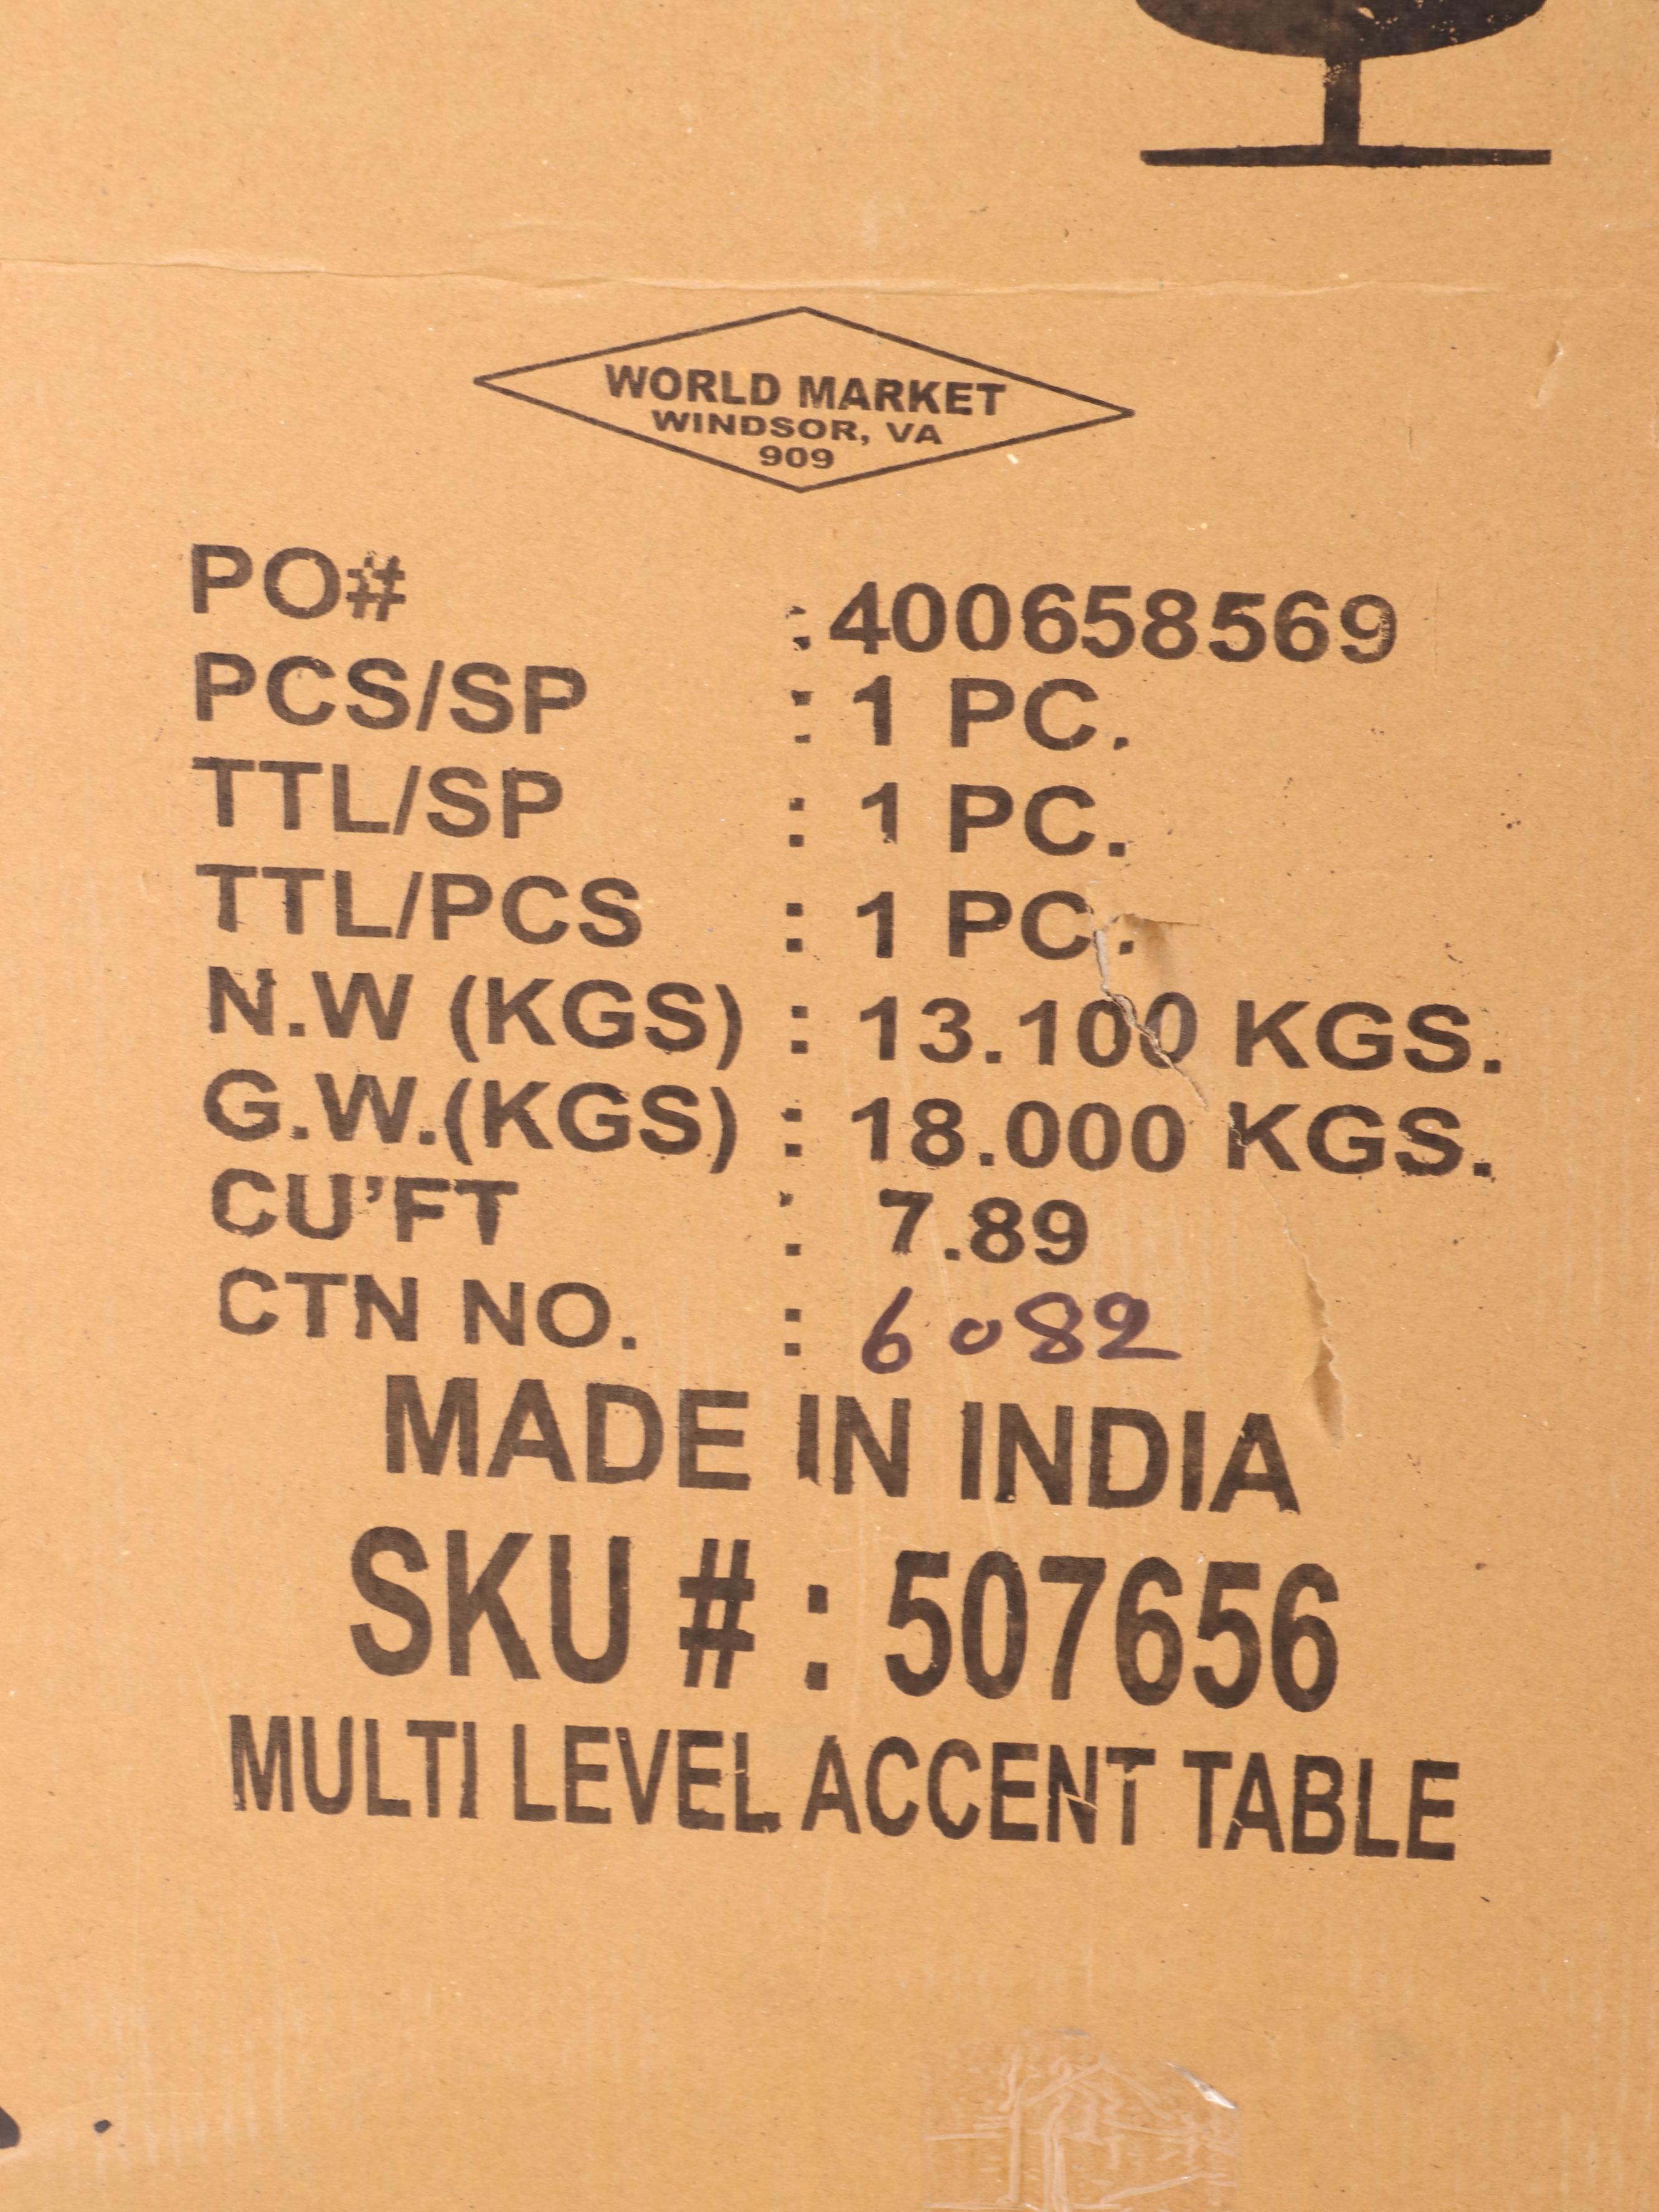 WORLD MARKET
WINDSOR, VA
909
PO# : 400658569
PCS/SP : 1 PC.
TTL/SP : 1 PC.
TTL/PCS : 1 PC.
N.W (KGS) : 13.100 KGS.
G.W.(KGS) : 18.000 KGS.
CU'FT : 7.89
CTN NO. : 6082
MADE IN INDIA
SKU # : 507656
MULTI LEVEL ACCENT TABLE